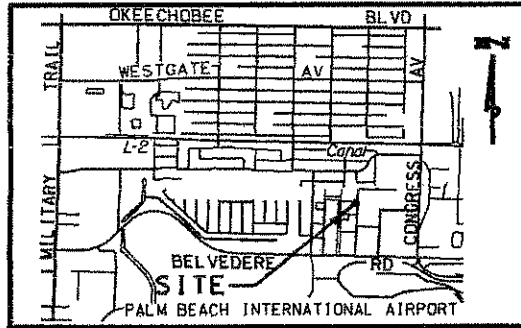 OKEECHOBEE BLVD
TRAIL
WESTGATE AV
AV
N
L-2
Canal
MILITARY
CONGRESS
BELVEDERE RD
SITE
PALM BEACH INTERNATIONAL AIRPORT